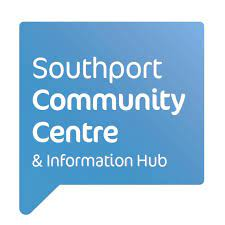 Southport
Community
Centre
& Information Hub